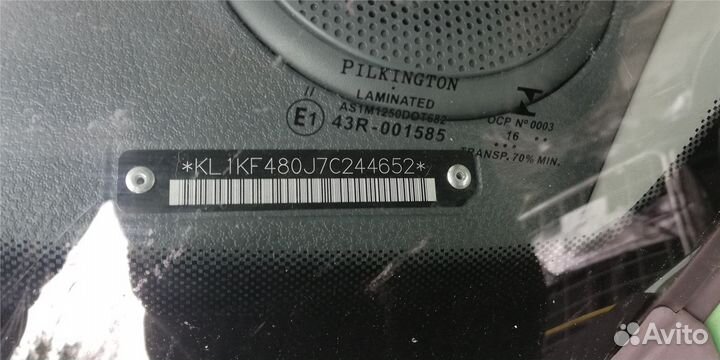 PILKINGTON
LAMINATED
AS1M1250DOT682
E1 43R-001585
OCP Nº 0003
16
TRANSP. 70% MIN.
*KL1KF480J7C244652*
Avito